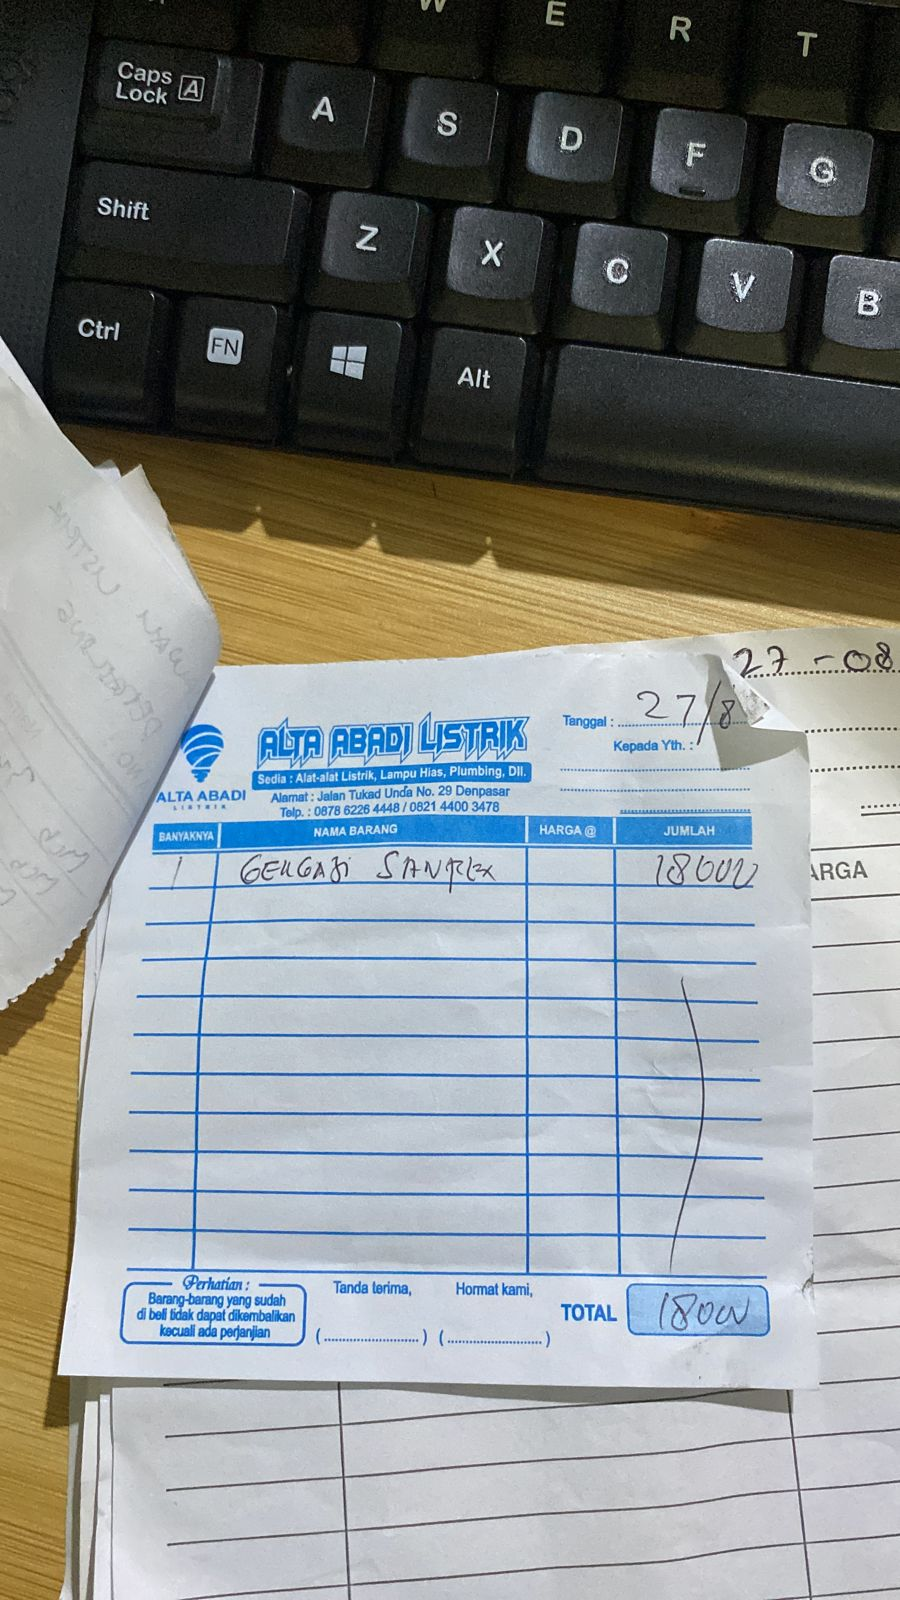 W E R T
Caps Lock A A S D F G
Shift Z X C V B
Ctrl FN Alt
27-08
ALTA ABADI
LISTRIK
ALTA ABADI LISTRIK
Sedia : Alat-alat Listrik, Lampu Hias, Plumbing, Dll.
Alamat : Jalan Tukad Unda No. 29 Denpasar
Telp. : 0878 6226 4448 / 0821 4400 3478
Tanggal : 27/8
Kepada Yth. :
BANYAKNYA NAMA BARANG HARGA @ JUMLAH
1 GERGAJI 18000
ARGA
Perhatian :
Barang-barang yang sudah
di beli tidak dapat dikembalikan
kecuali ada perjanjian
Tanda terima, Hormat kami,
(........................) (........................)
TOTAL 18000